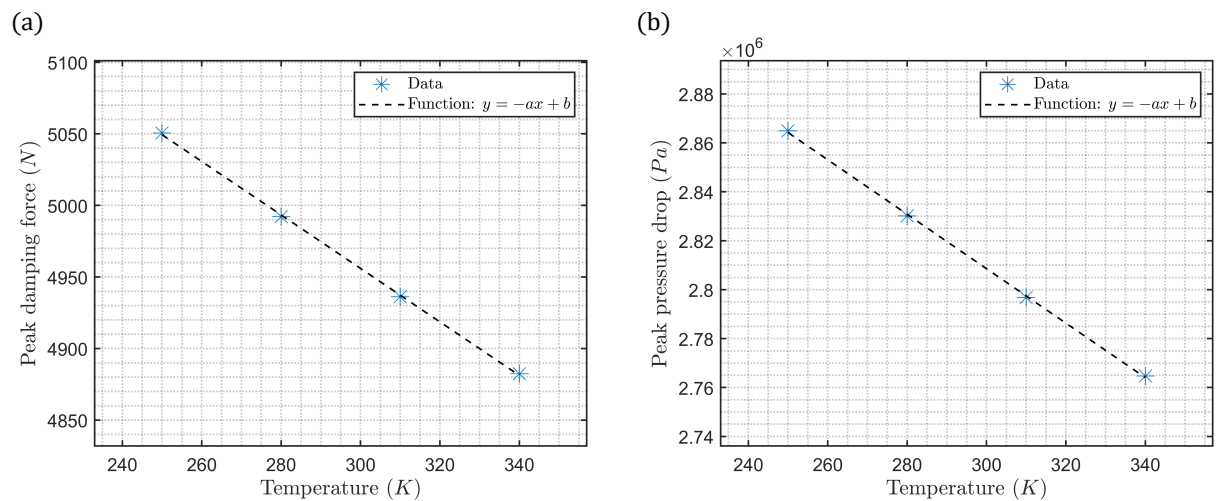 (a)
5100
5050
5000
4950
4900
4850
Peak damping force (N)
240 260 280 300 320 340
Temperature (K)
Data
Function: y = −ax + b
(b)
×10⁶
2.88
2.86
2.84
2.82
2.8
2.78
2.76
2.74
Peak pressure drop (Pa)
240 260 280 300 320 340
Temperature (K)
Data
Function: y = −ax + b